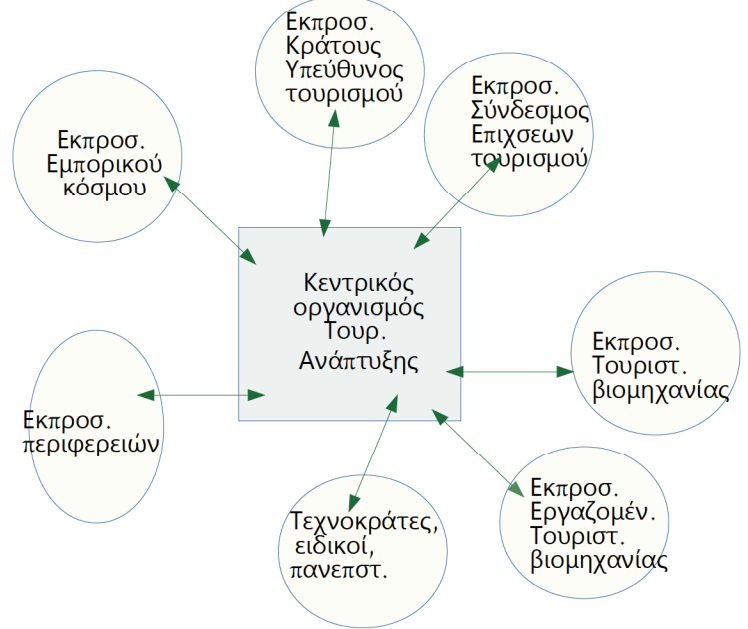 Εκπροσ.
Κράτους
Υπεύθυνος
τουρισμού
Εκπροσ.
Σύνδεσμος
Επιχσεων
τουρισμού
Εκπροσ.
Εμπορικού
κόσμου
Κεντρικός
οργανισμός
Τουρ.
Ανάπτυξης
Εκπροσ.
Τουριστ.
βιομηχανίας
Εκπροσ.
περιφερειών
Εκπροσ.
Εργαζομέν.
Τουριστ.
βιομηχανίας
Τεχνοκράτες,
ειδικοί,
πανεπστ.